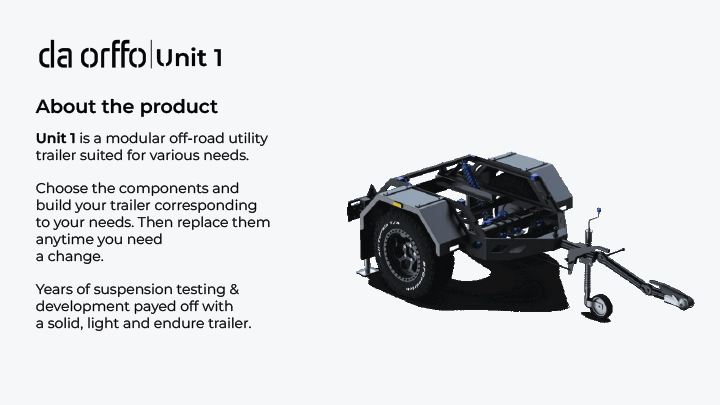 da orffo|Unit 1
About the product
Unit 1 is a modular off-road utility
trailer suited for various needs.
Choose the components and
build your trailer corresponding
to your needs. Then replace them
anytime you need
a change.
Years of suspension testing &
development payed off with
a solid, light and endure trailer.